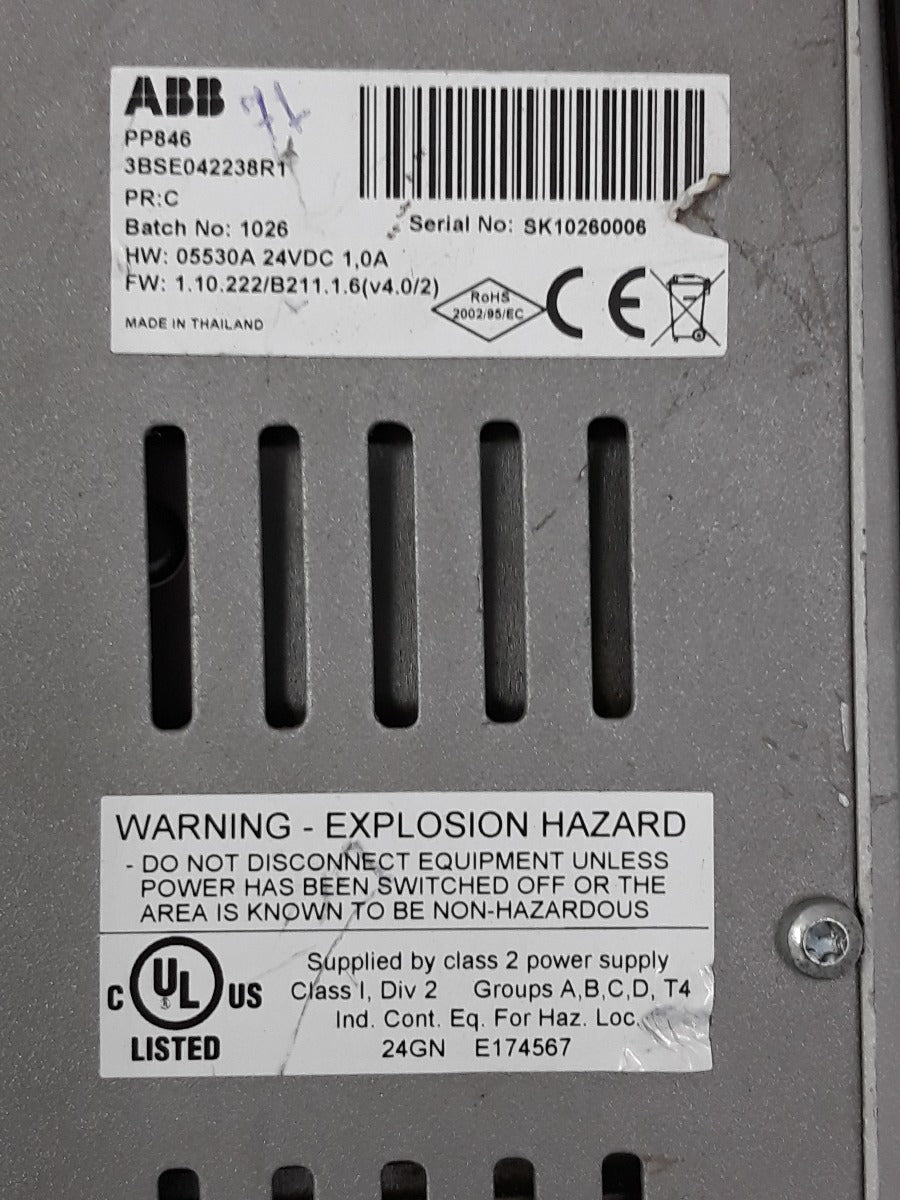 ABB
PP846
3BSE042238R1
PR:C
Batch No: 1026
Serial No: SK10260006
HW: 05530A 24VDC 1,0A
FW: 1.10.222/B211.1.6(v4.0/2)
RoHS
2002/95/EC
CE
MADE IN THAILAND
WARNING - EXPLOSION HAZARD
- DO NOT DISCONNECT EQUIPMENT UNLESS
POWER HAS BEEN SWITCHED OFF OR THE
AREA IS KNOWN TO BE NON-HAZARDOUS
C UL ® US
LISTED
Supplied by class 2 power supply
Class I, Div 2 Groups A,B,C,D, T4
Ind. Cont. Eq. For Haz. Loc.
24GN E174567